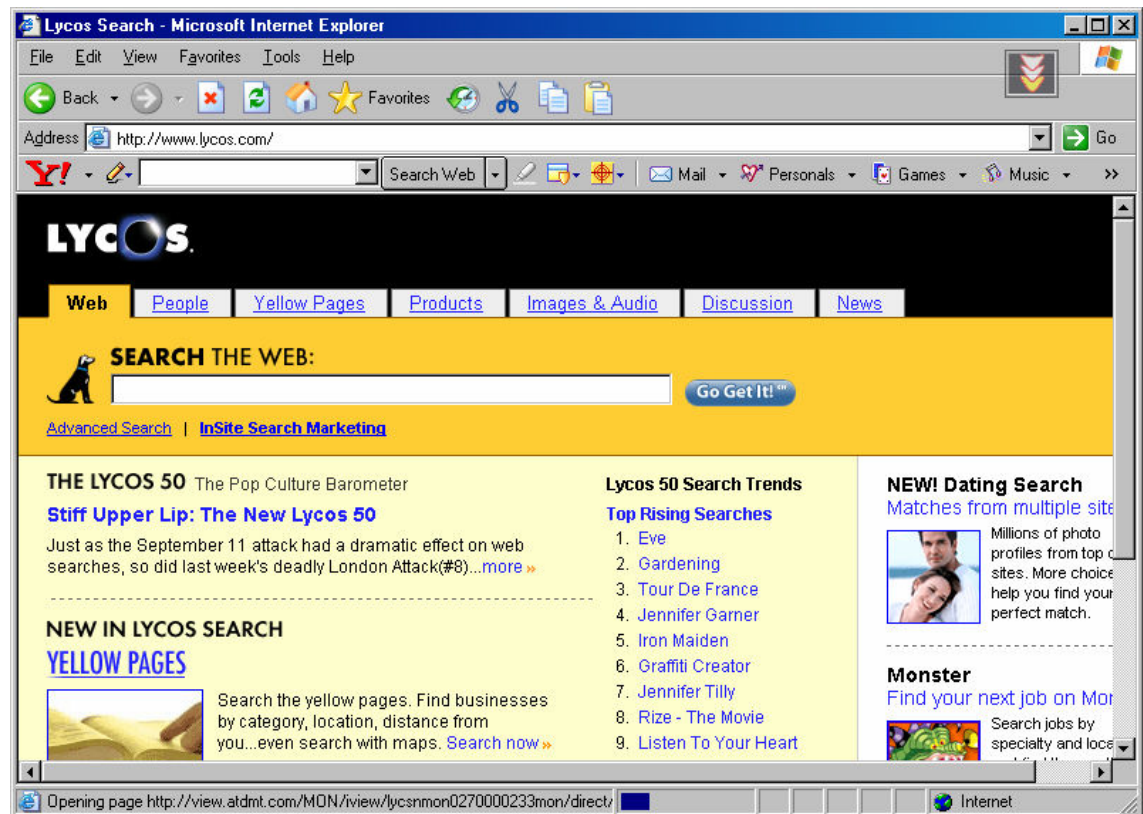 Lycos Search - Microsoft Internet Explorer
File Edit View Favorites Tools Help
Back Favorites
Address http://www.lycos.com/ Go
Y! Search Web Mail Personals Games Music >>
LYCOS.
Web People Yellow Pages Products Images & Audio Discussion News
SEARCH THE WEB:
Go Get It!™
Advanced Search | InSite Search Marketing
THE LYCOS 50 The Pop Culture Barometer
Stiff Upper Lip: The New Lycos 50
Just as the September 11 attack had a dramatic effect on web
searches, so did last week's deadly London Attack(#8)...more »
NEW IN LYCOS SEARCH
YELLOW PAGES
Search the yellow pages. Find businesses
by category, location, distance from
you...even search with maps. Search now »
Lycos 50 Search Trends
Top Rising Searches
1. Eve
2. Gardening
3. Tour De France
4. Jennifer Garner
5. Iron Maiden
6. Graffiti Creator
7. Jennifer Tilly
8. Rize - The Movie
9. Listen To Your Heart
NEW! Dating Search
Matches from multiple site
Millions of photo
profiles from top
sites. More choice
help you find your
perfect match.
Monster
Find your next job on Mon
Search jobs by
specialty and loca
Opening page http://view.atdmt.com/MON/iview/lycsnmon0270000233mon/direct/ Internet